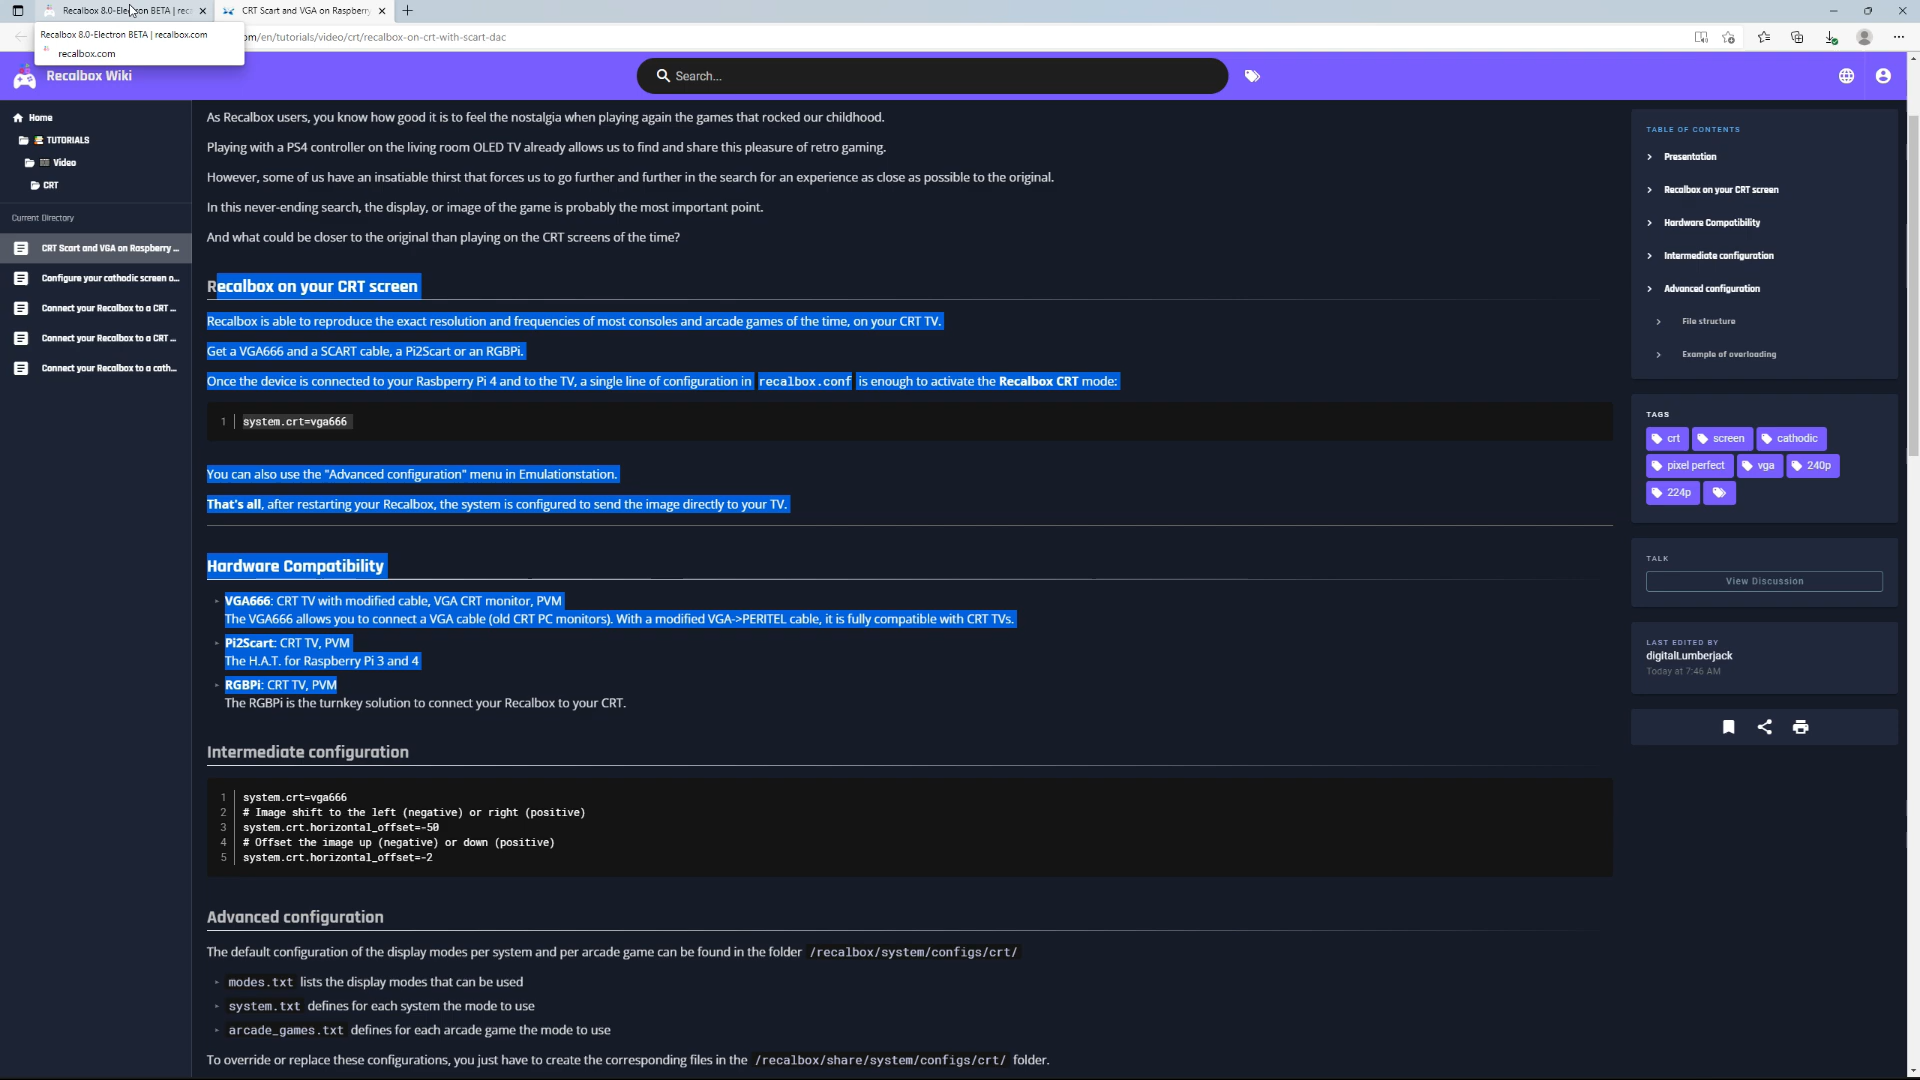 Recalbox 8.0-Electron BETA | rec
CRT Scart and VGA on Raspberry
Recalbox 8.0-Electron BETA | recalbox.com
recalbox.com
om/en/tutorials/video/crt/recalbox-on-crt-with-scart-dac
Recalbox Wiki
Search...
Home
TUTORIALS
Video
CRT
Current Directory
CRT Scart and VGA on Raspberry ...
Configure your cathodic screen o...
Connect your Recalbox to a CRT ...
Connect your Recalbox to a CRT ...
Connect your Recalbox to a cath...
As Recalbox users, you know how good it is to feel the nostalgia when playing again the games that rocked our childhood.
Playing with a PS4 controller on the living room OLED TV already allows us to find and share this pleasure of retro gaming.
However, some of us have an insatiable thirst that forces us to go further and further in the search for an experience as close as possible to the original.
In this never-ending search, the display, or image of the game is probably the most important point.
And what could be closer to the original than playing on the CRT screens of the time?
Recalbox on your CRT screen
Recalbox is able to reproduce the exact resolution and frequencies of most consoles and arcade games of the time, on your CRT TV.
Get a VGA666 and a SCART cable, a Pi2Scart or an RGBPi.
Once the device is connected to your Rasbperry Pi 4 and to the TV, a single line of configuration in recalbox.conf is enough to activate the Recalbox CRT mode:
1 system.crt=vga666
You can also use the "Advanced configuration" menu in Emulationstation.
That's all, after restarting your Recalbox, the system is configured to send the image directly to your TV.
Hardware Compatibility
VGA666: CRT TV with modified cable, VGA CRT monitor, PVM
The VGA666 allows you to connect a VGA cable (old CRT PC monitors). With a modified VGA->PERITEL cable, it is fully compatible with CRT TVs.
Pi2Scart: CRT TV, PVM
The H.A.T. for Raspberry Pi 3 and 4
RGBPi: CRT TV, PVM
The RGBPi is the turnkey solution to connect your Recalbox to your CRT.
Intermediate configuration
1 system.crt=vga666
2 # Image shift to the left (negative) or right (positive)
3 system.crt.horizontal_offset=-50
4 # Offset the image up (negative) or down (positive)
5 system.crt.horizontal_offset=-2
Advanced configuration
The default configuration of the display modes per system and per arcade game can be found in the folder /recalbox/system/configs/crt/
modes.txt lists the display modes that can be used
system.txt defines for each system the mode to use
arcade_games.txt defines for each arcade game the mode to use
To override or replace these configurations, you just have to create the corresponding files in the /recalbox/share/system/configs/crt/ folder.
TABLE OF CONTENTS
Presentation
Recalbox on your CRT screen
Hardware Compatibility
Intermediate configuration
Advanced configuration
File structure
Example of overloading
TAGS
crt screen cathodic
pixel perfect vga 240p
224p
TALK
View Discussion
LAST EDITED BY
digitalLumberjack
Today at 7:46 AM